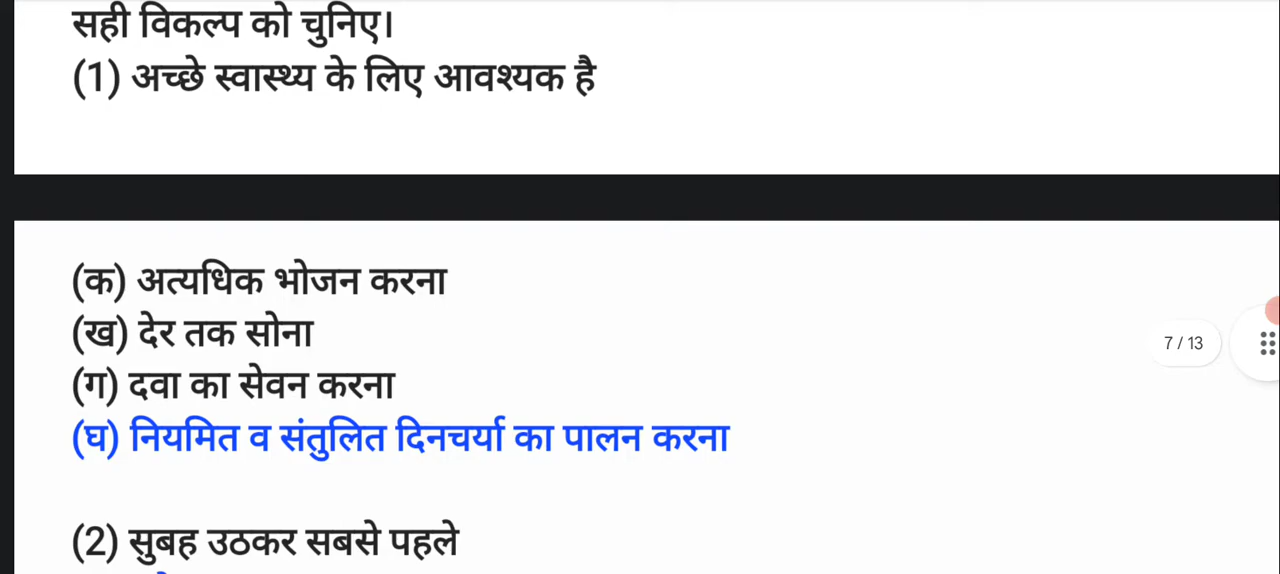 सही विकल्प को चुनिए।
(1) अच्छे स्वास्थ्य के लिए आवश्यक है
(क) अत्यधिक भोजन करना
(ख) देर तक सोना
(ग) दवा का सेवन करना
(घ) नियमित व संतुलित दिनचर्या का पालन करना
7 / 13
(2) सुबह उठकर सबसे पहले